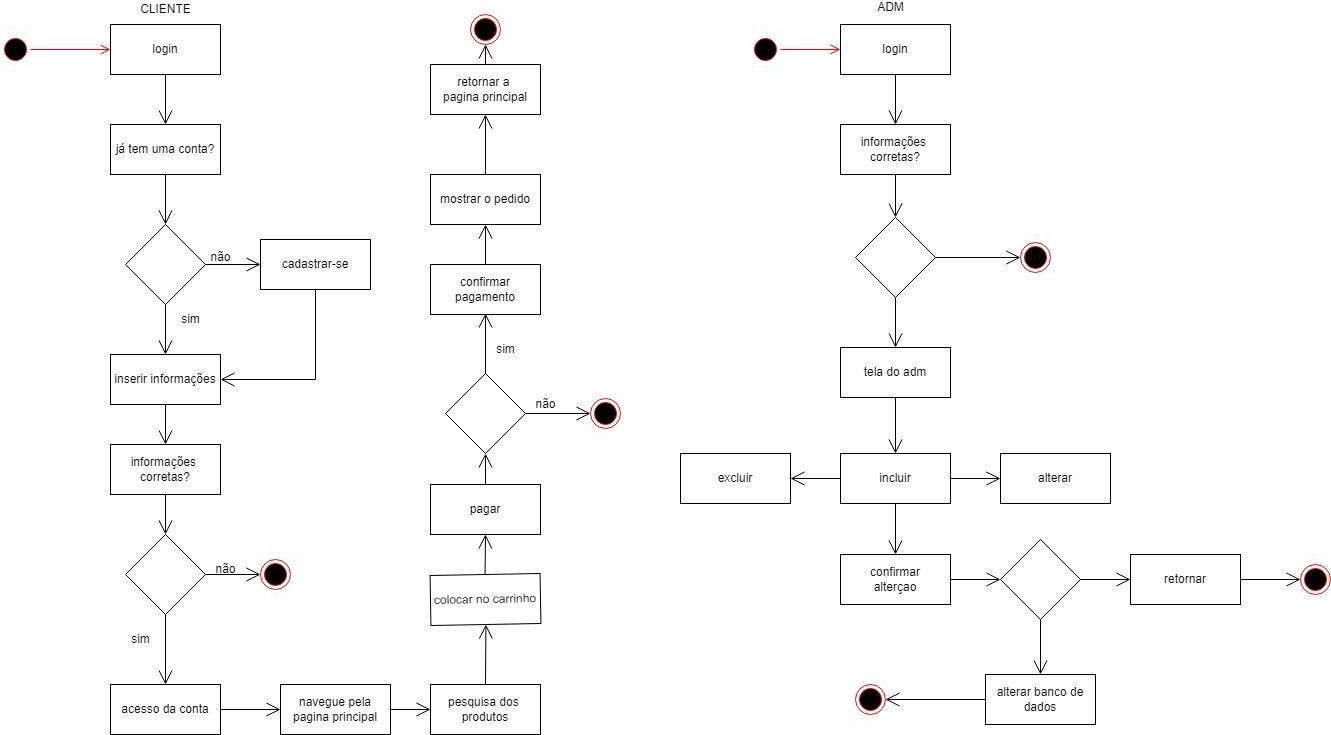 CLIENTE
login
já tem uma conta?
não
cadastrar-se
sim
inserir informações
informações
corretas?
não
sim
acesso da conta
navegue pela
pagina principal
pesquisa dos
produtos
colocar no carrinho
pagar
não
sim
confirmar
pagamento
mostrar o pedido
retornar a
pagina principal
ADM
login
informações
corretas?
tela do adm
excluir
incluir
alterar
confirmar
alterçao
retornar
alterar banco de
dados